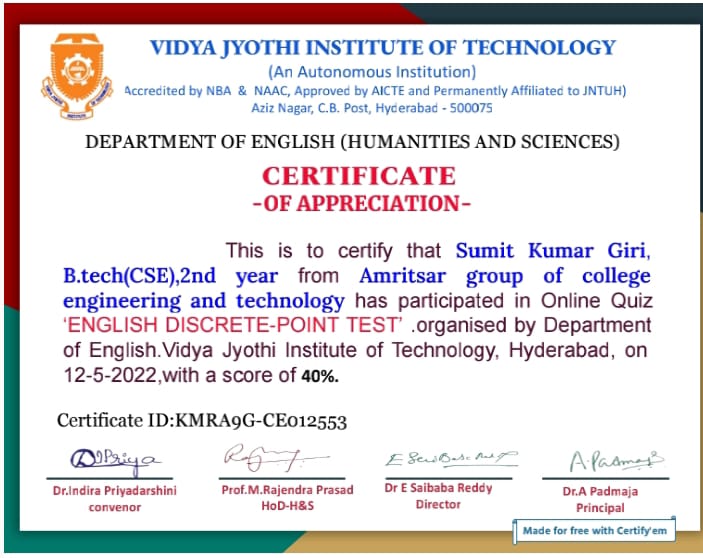 VIDYA JYOTHI INSTITUTE OF TECHNOLOGY
(An Autonomous Institution)
Accredited by NBA & NAAC, Approved by AICTE and Permanently Affiliated to JNTUH)
Aziz Nagar, C.B. Post, Hyderabad - 500075
DEPARTMENT OF ENGLISH (HUMANITIES AND SCIENCES)
CERTIFICATE
-OF APPRECIATION-
This is to certify that Sumit Kumar Giri,
B.tech(CSE),2nd year from Amritsar group of college
engineering and technology has participated in Online Quiz
‘ENGLISH DISCRETE-POINT TEST’ .organised by Department
of English.Vidya Jyothi Institute of Technology, Hyderabad, on
12-5-2022,with a score of 40%.
Certificate ID:KMRA9G-CE012553
Dr.Indira Priyadarshini Prof.M.Rajendra Prasad Dr E Saibaba Reddy Dr.A Padmaja
convenor HoD-H&S Director Principal
Made for free with Certify'em